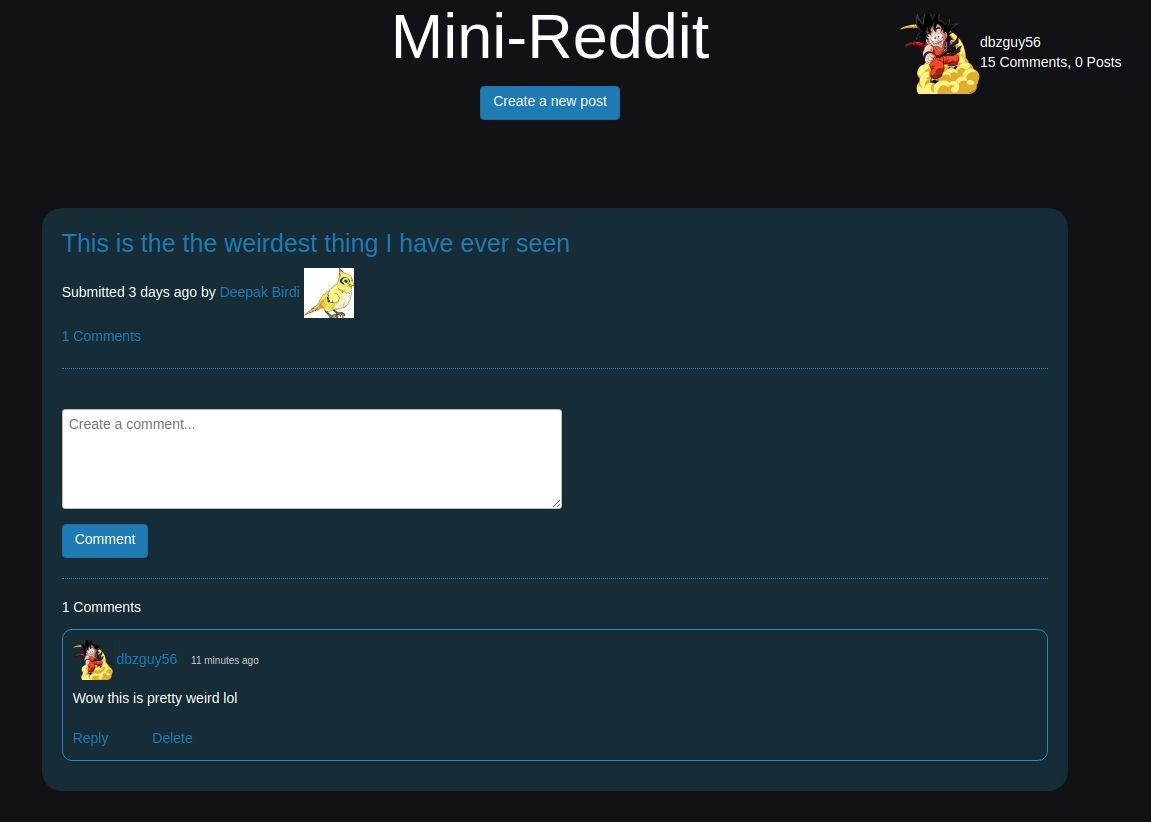 Mini-Reddit
dbzguy56
15 Comments, 0 Posts
Create a new post
This is the the weirdest thing I have ever seen
Submitted 3 days ago by Deepak Birdi
1 Comments
Create a comment...
Comment
1 Comments
dbzguy56 11 minutes ago
Wow this is pretty weird lol
Reply Delete